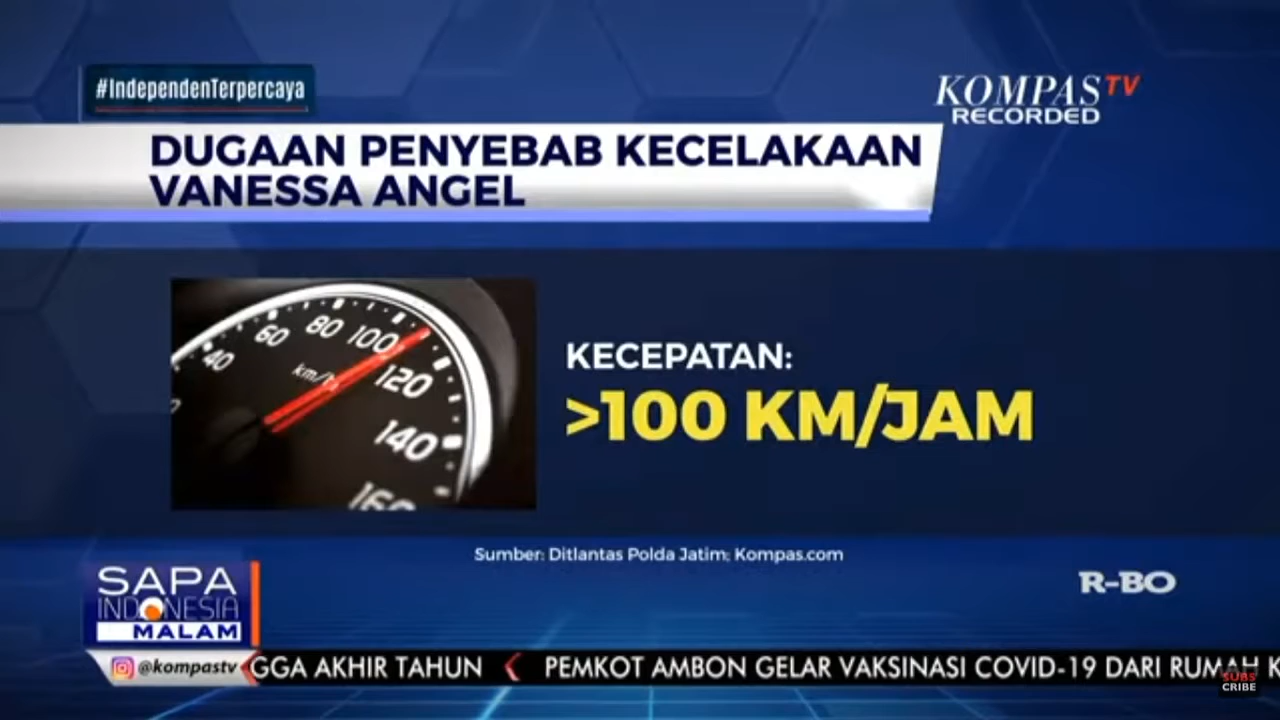 #IndependenTerpercaya
KOMPAS TV
RECORDED
DUGAAN PENYEBAB KECELAKAAN
VANESSA ANGEL
40
60
80
100
120
140
160
km/h
KECEPATAN:
>100 KM/JAM
Sumber: Ditlantas Polda Jatim; Kompas.com
R-BO
SAPA
INDONESIA
MALAM
@kompastv
GGA AKHIR TAHUN
PEMKOT AMBON GELAR VAKSINASI COVID-19 DARI RUMAH K
SUBS
CRIBE